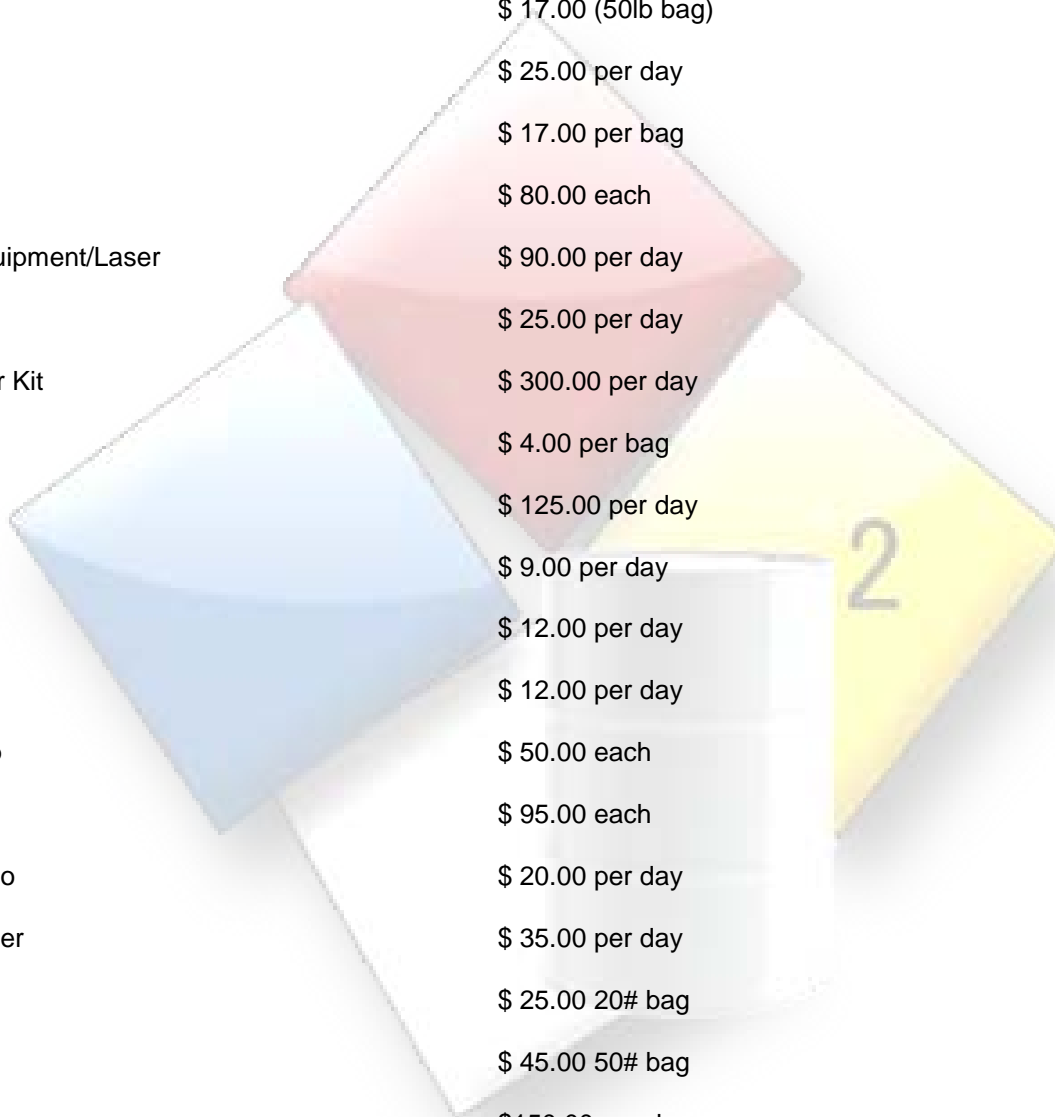 $ 17.00 (50lb bag)
$ 25.00 per day
$ 17.00 per bag
$ 80.00 each
uipment/Laser $ 90.00 per day
$ 25.00 per day
r Kit $ 300.00 per day
$ 4.00 per bag
$ 125.00 per day
2
$ 9.00 per day
$ 12.00 per day
$ 12.00 per day
$ 50.00 each
$ 95.00 each
o $ 20.00 per day
er $ 35.00 per day
$ 25.00 20# bag
$ 45.00 50# bag